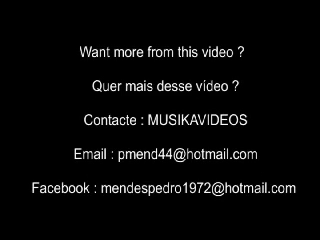 Want more from this video ?
Quer mais desse vídeo ?
Contacte : MUSIKAVIDEOS
Email : pmend44@hotmail.com
Facebook : mendespedro1972@hotmail.com